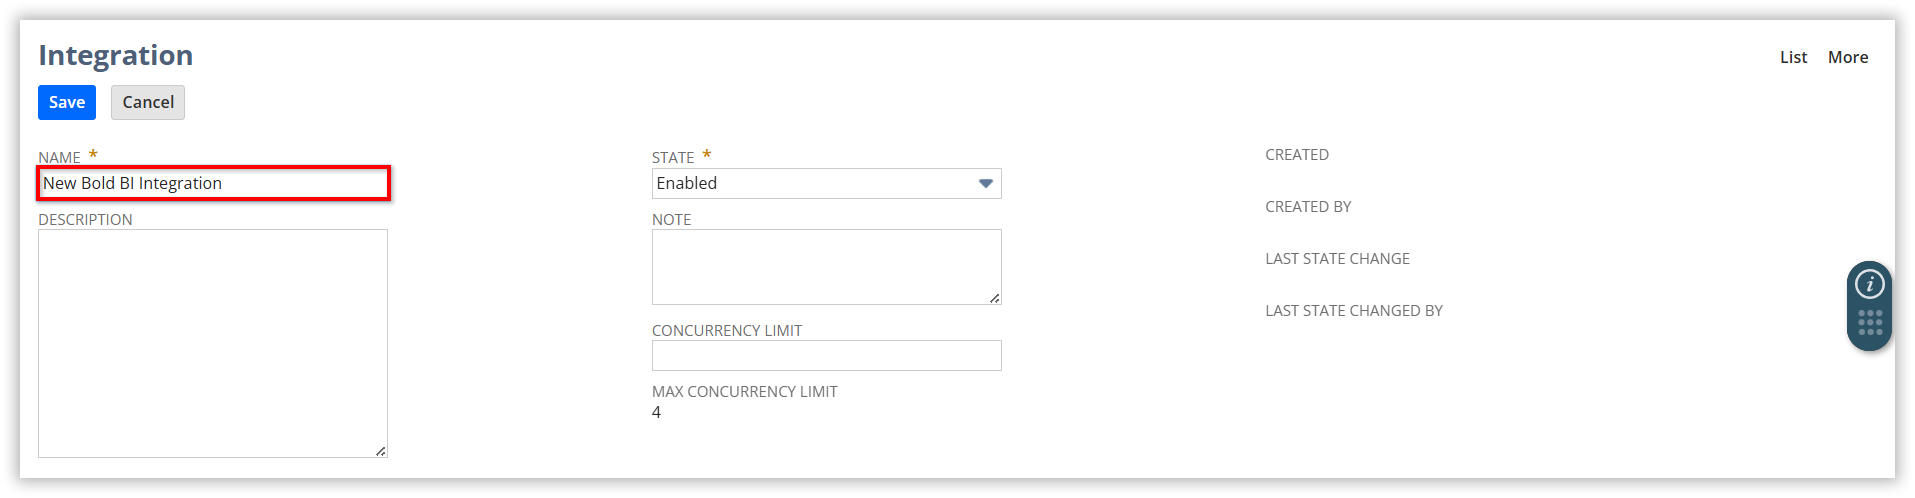 Integration
List More
Save Cancel
NAME *
New Bold BI Integration
DESCRIPTION
STATE *
Enabled
NOTE
CONCURRENCY LIMIT
MAX CONCURRENCY LIMIT
4
CREATED
CREATED BY
LAST STATE CHANGE
LAST STATE CHANGED BY
i